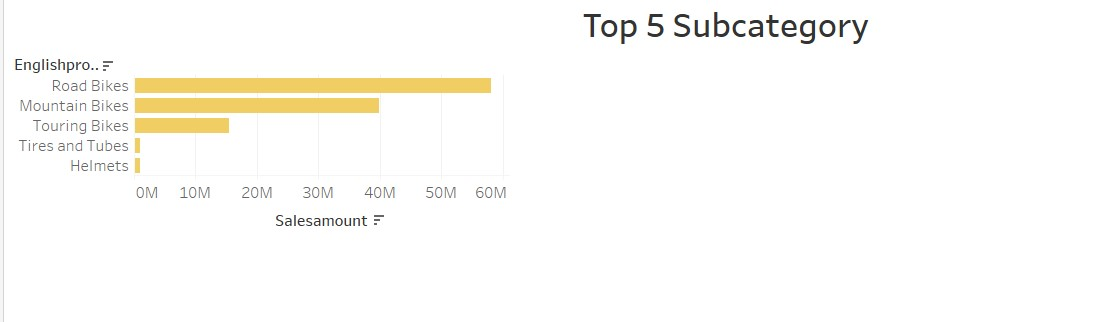 Top 5 Subcategory
Englishpro..
Road Bikes
Mountain Bikes
Touring Bikes
Tires and Tubes
Helmets
0M 10M 20M 30M 40M 50M 60M
Salesamount